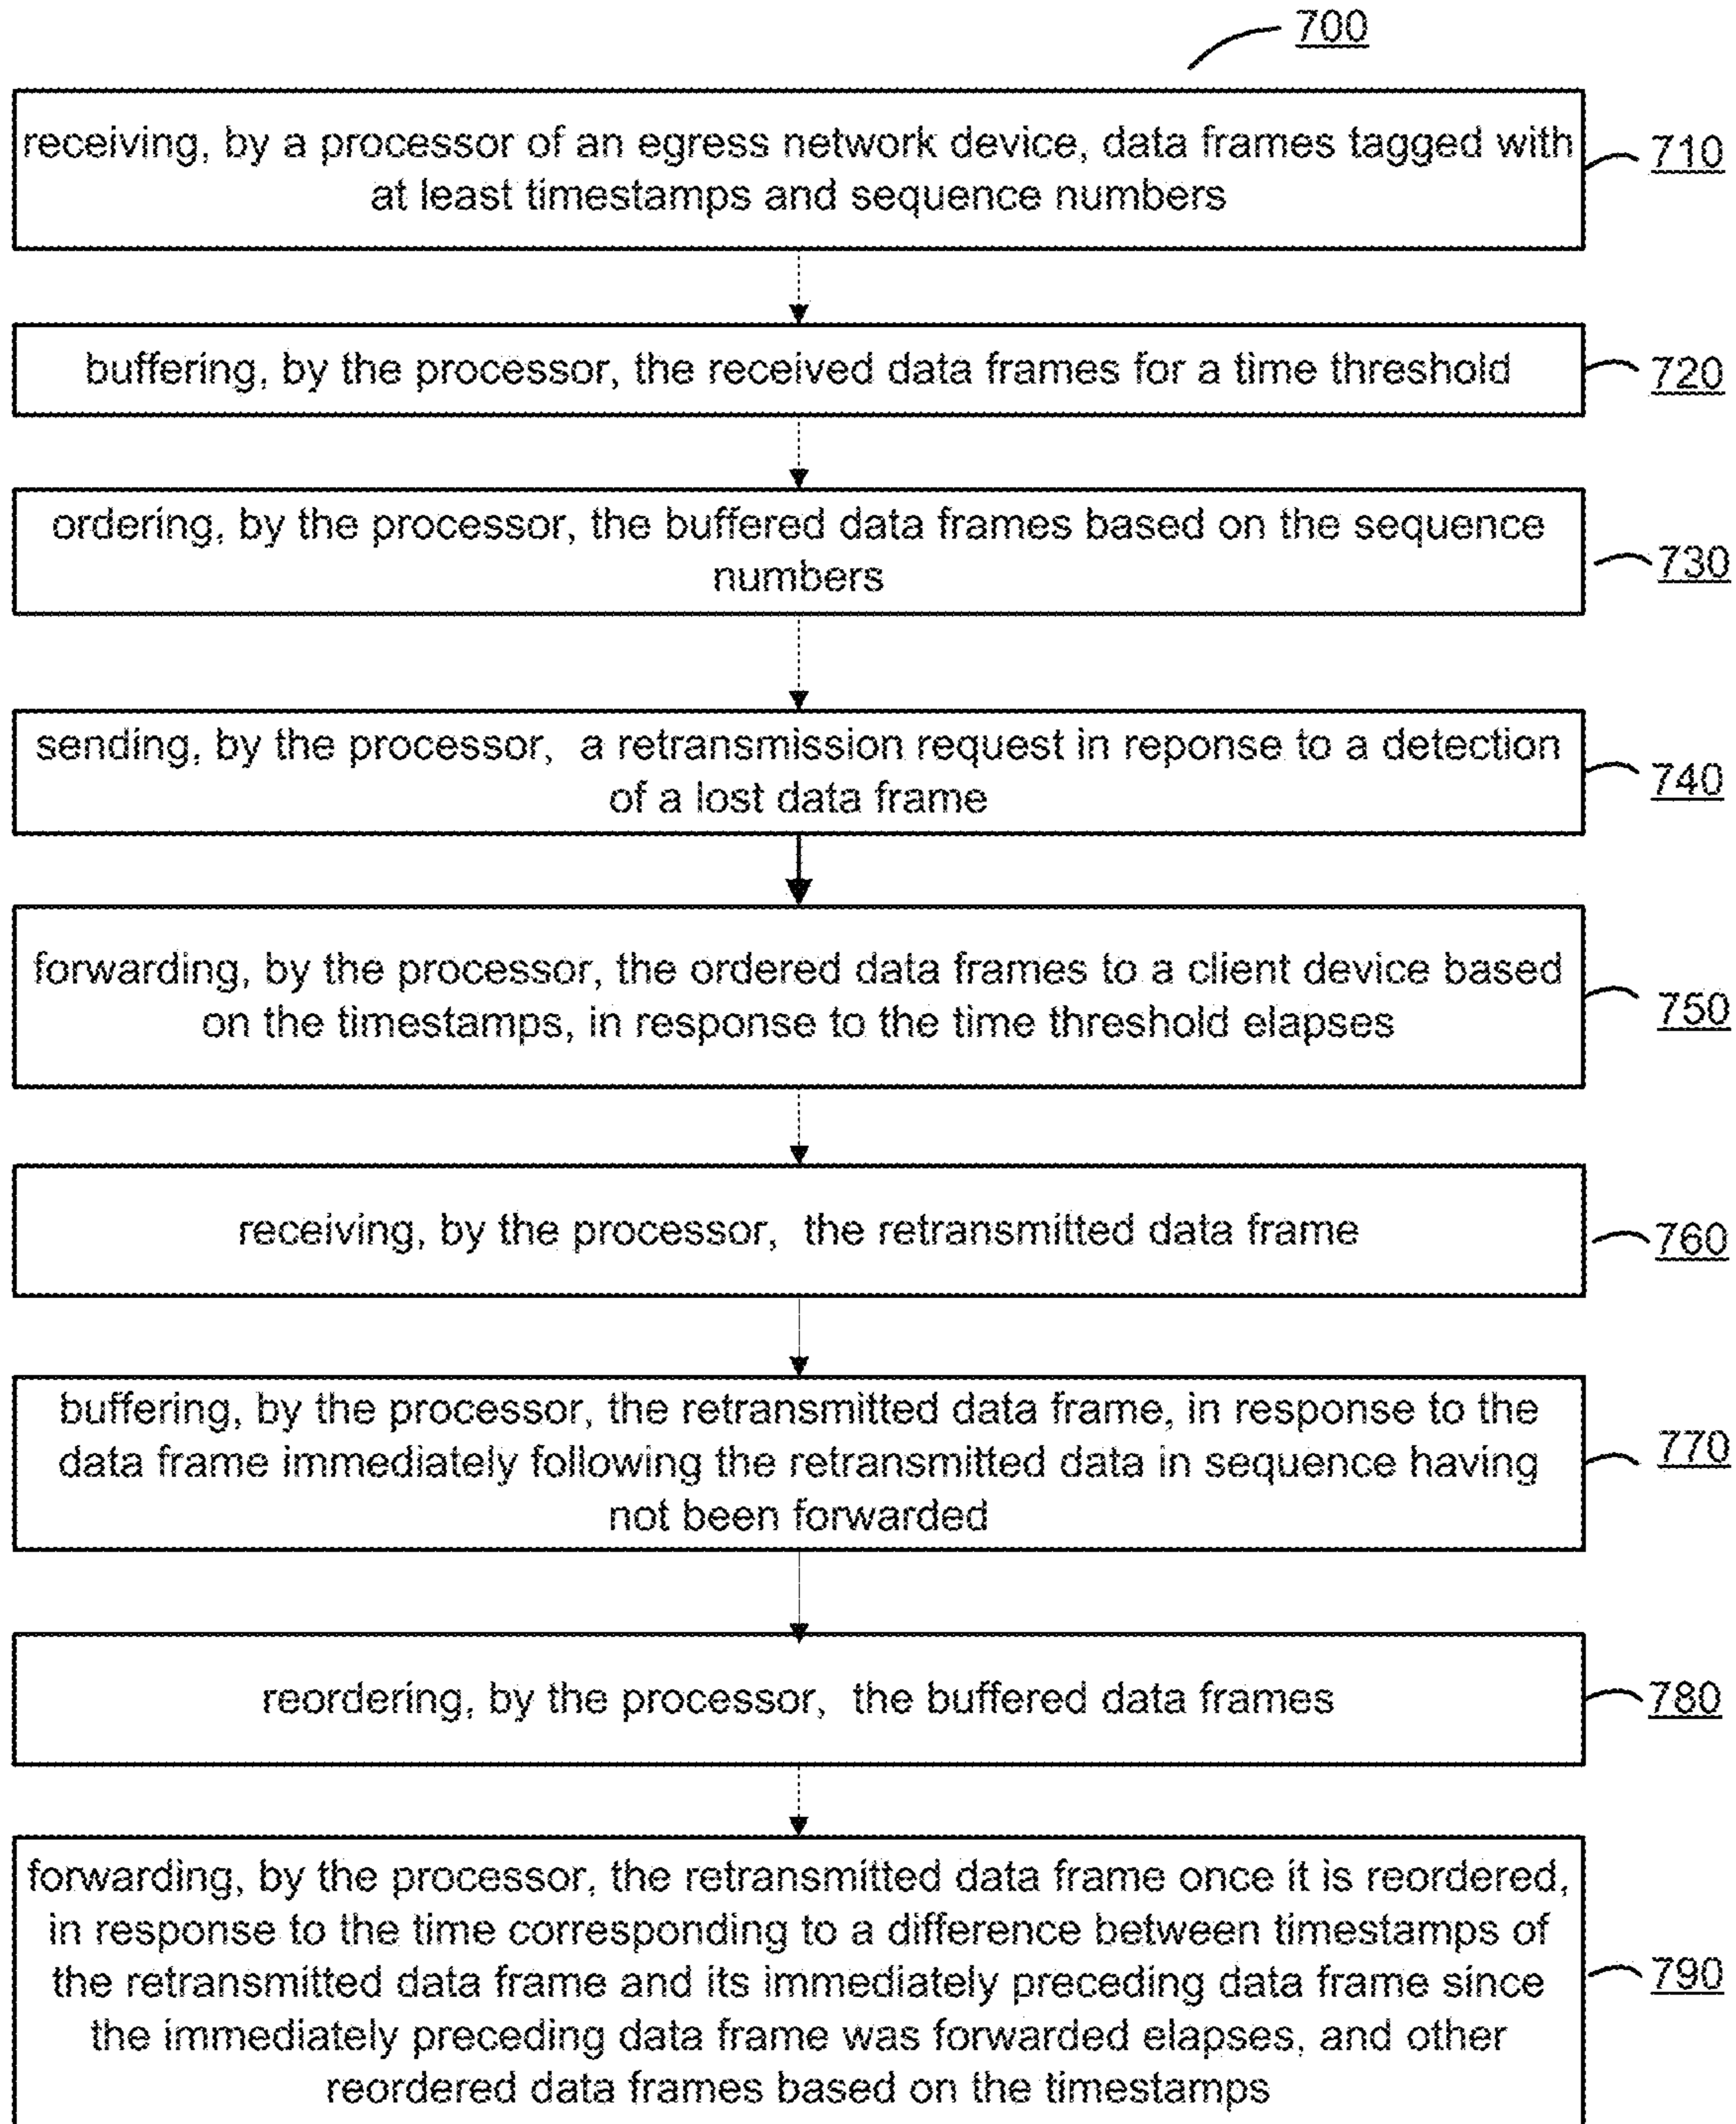 700
receiving, by a processor of an egress network device, data frames tagged with
at least timestamps and sequence numbers
710
buffering, by the processor, the received data frames for a time threshold
720
ordering, by the processor, the buffered data frames based on the sequence
numbers
730
sending, by the processor, a retransmission request in reponse to a detection
of a lost data frame
740
forwarding, by the processor, the ordered data frames to a client device based
on the timestamps, in response to the time threshold elapses
750
receiving, by the processor, the retransmitted data frame
760
buffering, by the processor, the retransmitted data frame, in response to the
data frame immediately following the retransmitted data in sequence having
not been forwarded
770
reordering, by the processor, the buffered data frames
780
forwarding, by the processor, the retransmitted data frame once it is reordered,
in response to the time corresponding to a difference between timestamps of
the retransmitted data frame and its immediately preceding data frame since
the immediately preceding data frame was forwarded elapses, and other
reordered data frames based on the timestamps
790